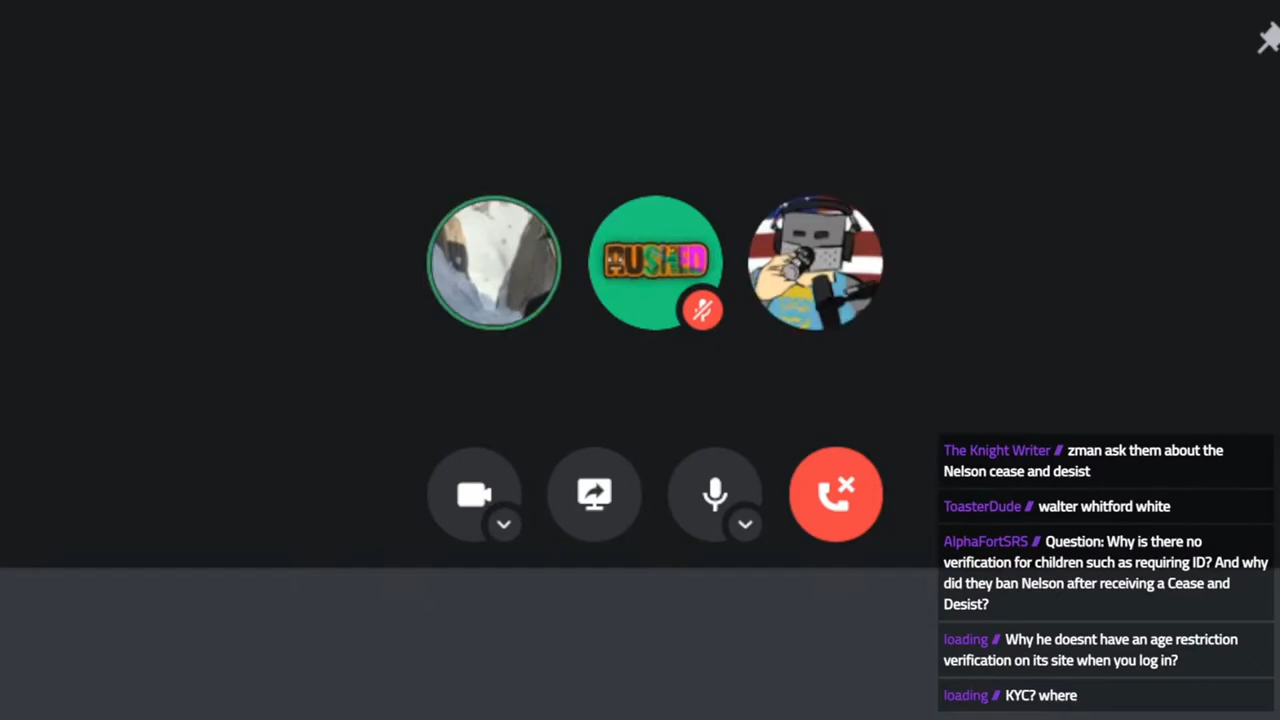 RUSHED
The Knight Writer // zman ask them about the
Nelson cease and desist
ToasterDude // walter whitford white
AlphaFortSRS // Question: Why is there no
verification for children such as requiring ID? And why
did they ban Nelson after receiving a Cease and
Desist?
loading // Why he doesnt have an age restriction
verification on its site when you log in?
loading // KYC? where